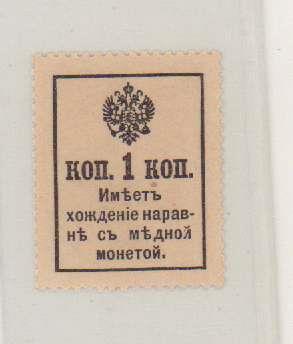 КОП. 1 КОП.
Имѣетъ
хожденіе нарав-
нѣ съ мѣдной
монетой.